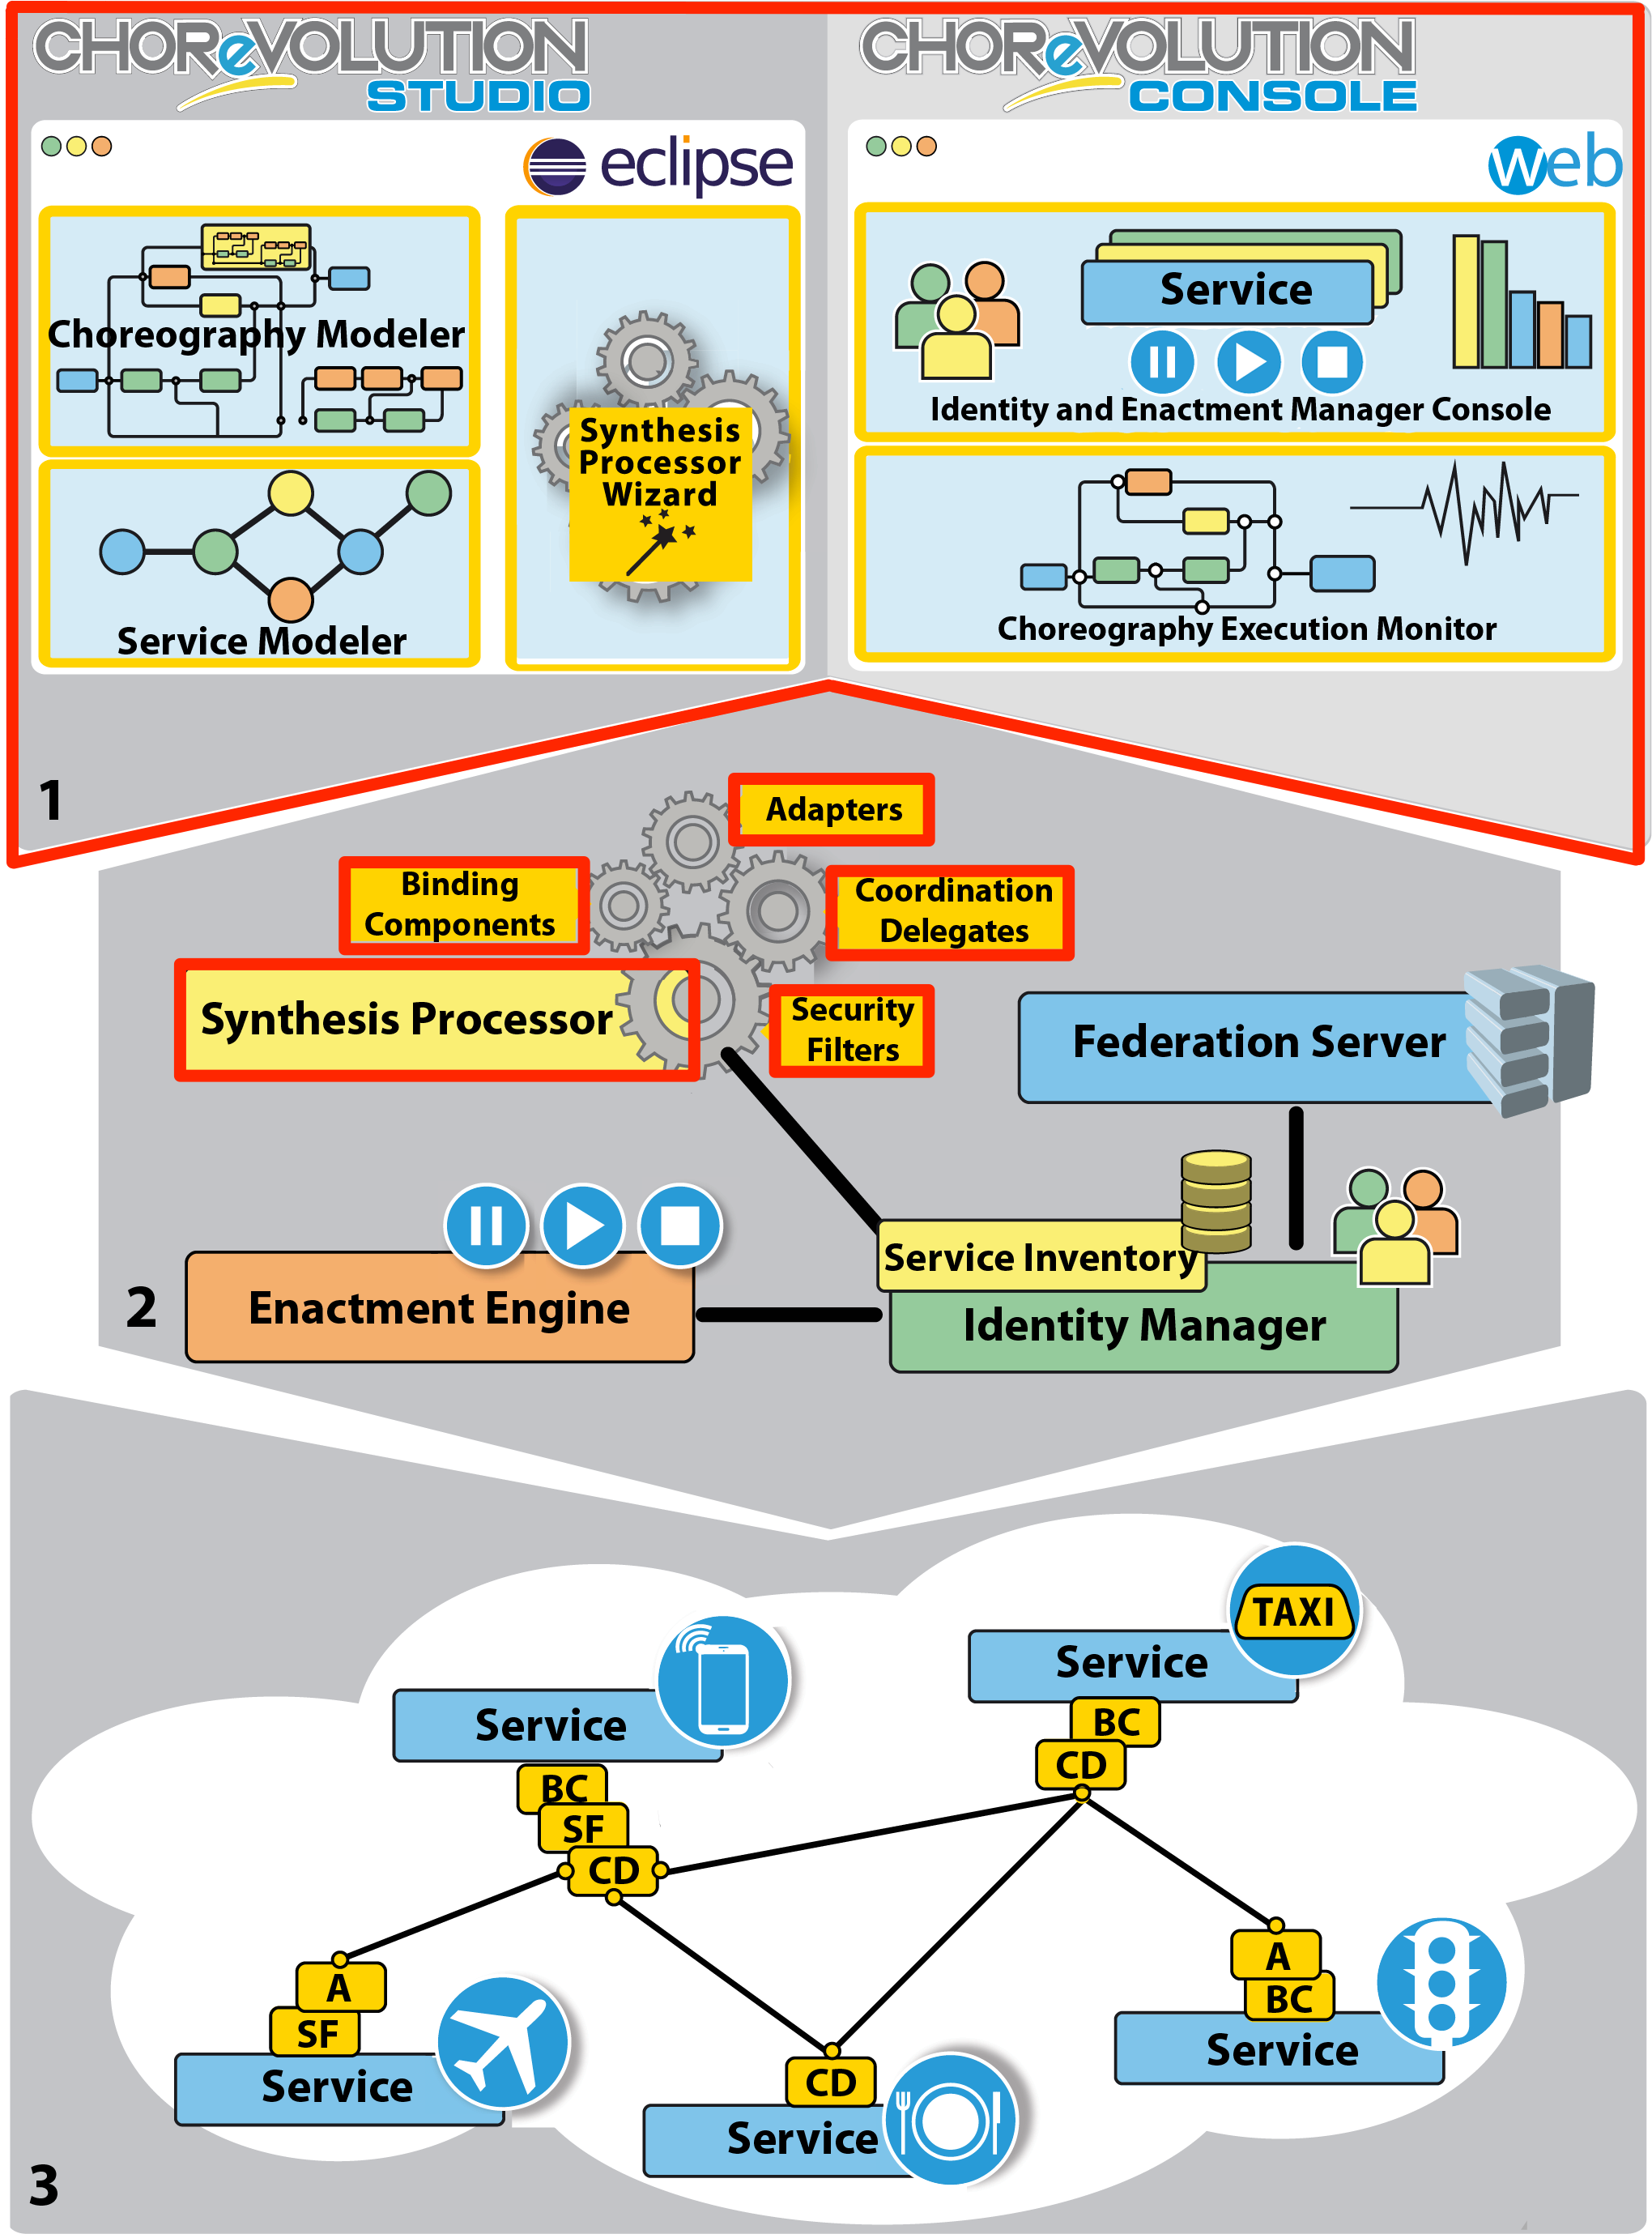 CHOReVOLUTION
STUDIO
CHOReVOLUTION
CONSOLE
eclipse
web
Choreography Modeler
Service Modeler
Synthesis
Processor
Wizard
Service
Identity and Enactment Manager Console
Choreography Execution Monitor
1
Adapters
Binding
Components
Coordination
Delegates
Synthesis Processor
Security
Filters
Federation Server
Service Inventory
Enactment Engine
Identity Manager
2
TAXI
Service
BC
CD
Service
BC
SF
CD
A
SF
Service
CD
Service
A
BC
Service
3